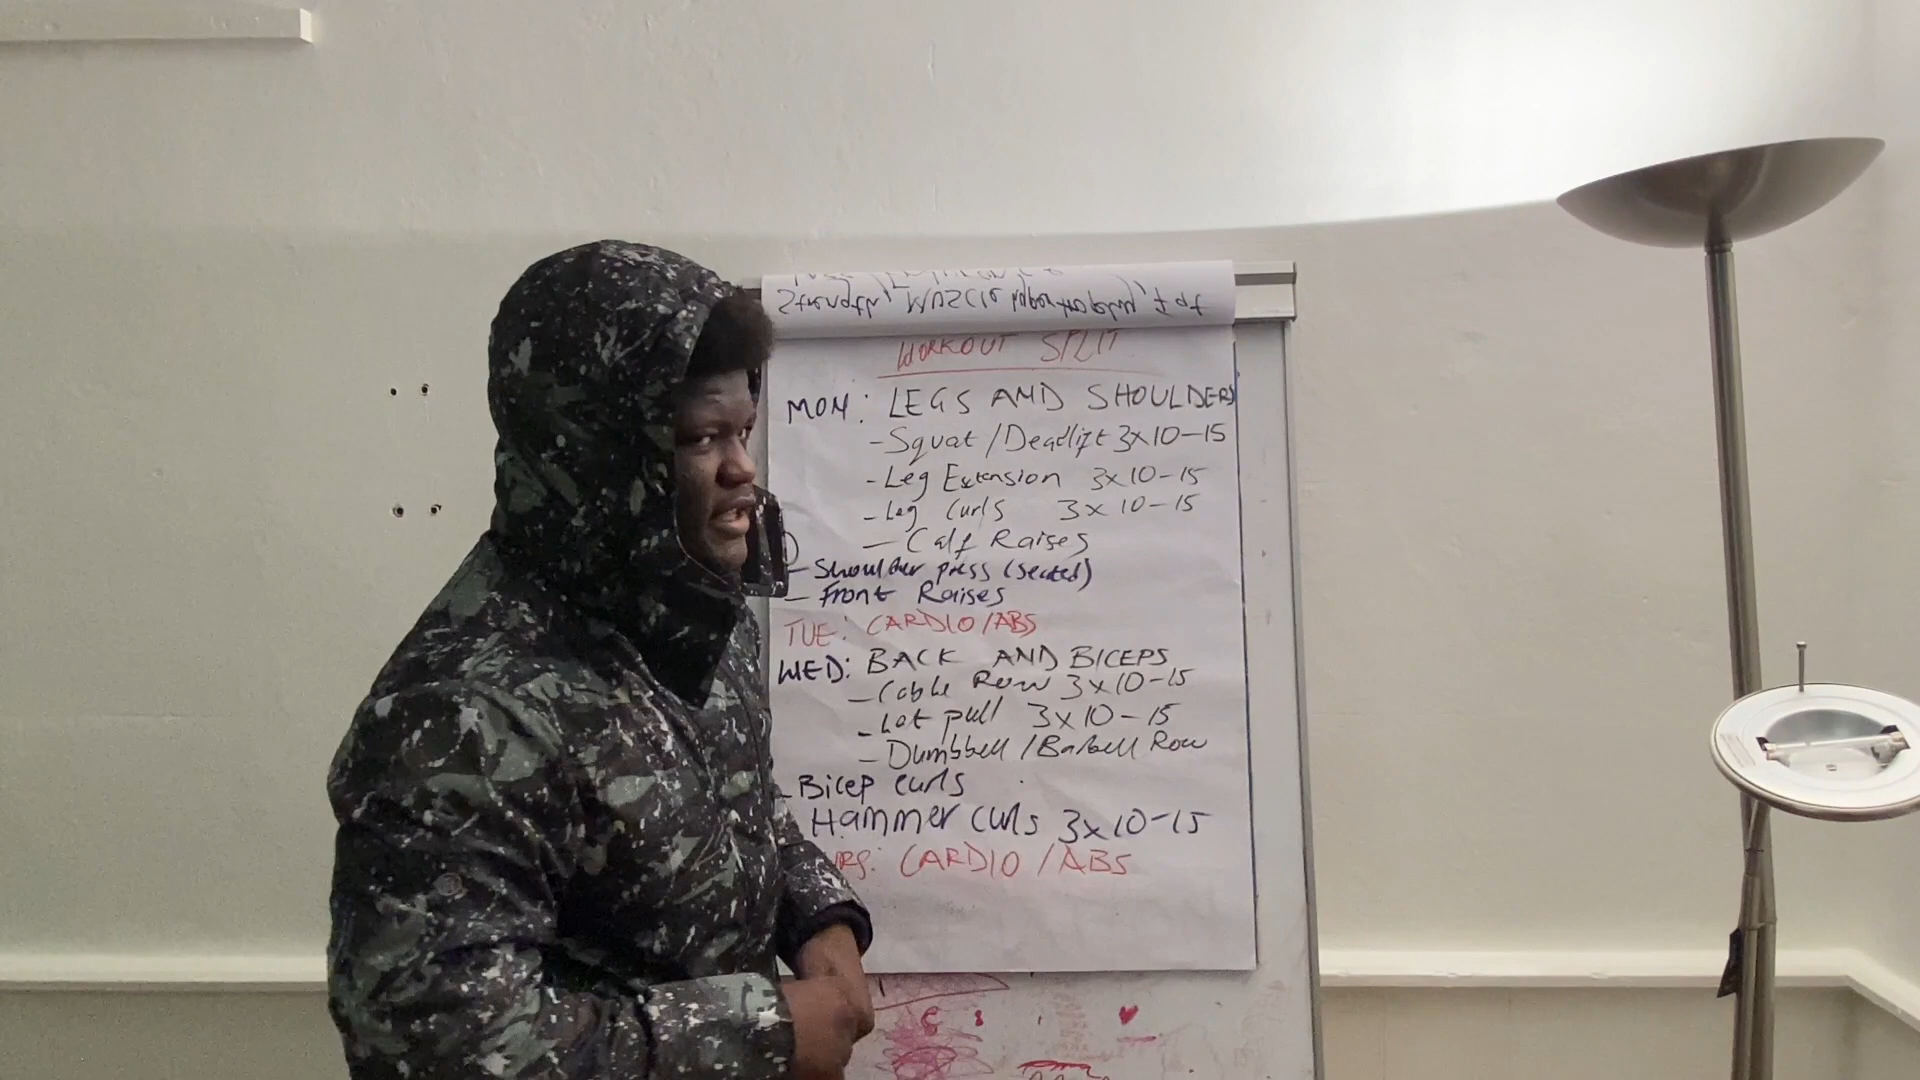 WORKOUT SPLIT
MON: LEGS AND SHOULDERS
- Squat/Deadlift 3x10-15
- Leg Extension 3x10-15
- Leg Curls 3x10-15
- Calf Raises
- Shoulder press (seated)
- Front Raises
TUE: CARDIO/ABS
WED: BACK AND BICEPS
- Cable Row 3x10-15
- Lat pull 3x10-15
- Dumbbell/Barbell Row
- Bicep curls
Hammer curls 3x10-15
CARDIO/ABS